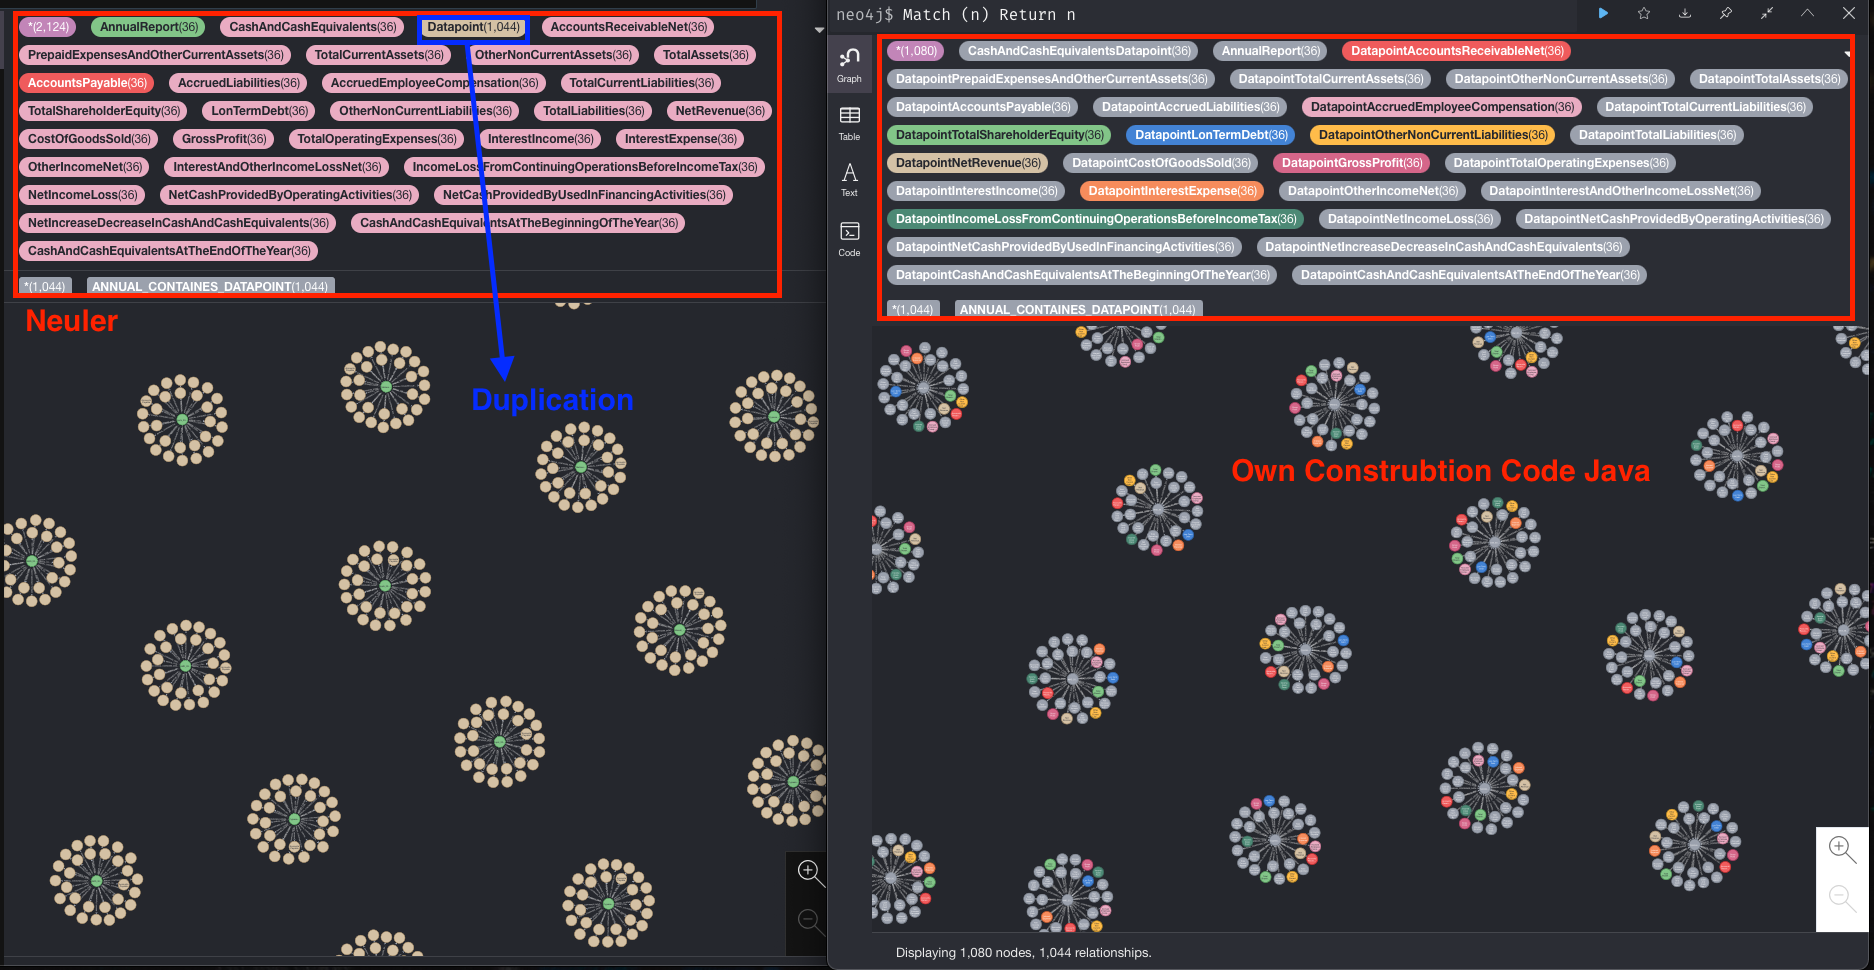 *(2,124) AnnualReport(36) CashAndCashEquivalents(36) Datapoint(1,044) AccountsReceivableNet(36)
PrepaidExpensesAndOtherCurrentAssets(36) TotalCurrentAssets(36) OtherNonCurrentAssets(36) TotalAssets(36)
AccountsPayable(36) AccruedLiabilities(36) AccruedEmployeeCompensation(36) TotalCurrentLiabilities(36)
TotalShareholderEquity(36) LonTermDebt(36) OtherNonCurrentLiabilities(36) TotalLiabilities(36) NetRevenue(36)
CostOfGoodsSold(36) GrossProfit(36) TotalOperatingExpenses(36) InterestIncome(36) InterestExpense(36)
OtherIncomeNet(36) InterestAndOtherIncomeLossNet(36) IncomeLossFromContinuingOperationsBeforeIncomeTax(36)
NetIncomeLoss(36) NetCashProvidedByOperatingActivities(36) NetCashProvidedByUsedInFinancingActivities(36)
NetIncreaseDecreaseInCashAndCashEquivalents(36) CashAndCashEquivalentsAtTheBeginningOfTheYear(36)
CashAndCashEquivalentsAtTheEndOfTheYear(36)
*(1,044) ANNUAL_CONTAINES_DATAPOINT(1,044)
Neuler
Duplication
neo4j$ Match (n) Return n
Graph
Table
Text
Code
*(1,080) CashAndCashEquivalentsDatapoint(36) AnnualReport(36) DatapointAccountsReceivableNet(36)
DatapointPrepaidExpensesAndOtherCurrentAssets(36) DatapointTotalCurrentAssets(36) DatapointOtherNonCurrentAssets(36) DatapointTotalAssets(36)
DatapointAccountsPayable(36) DatapointAccruedLiabilities(36) DatapointAccruedEmployeeCompensation(36) DatapointTotalCurrentLiabilities(36)
DatapointTotalShareholderEquity(36) DatapointLonTermDebt(36) DatapointOtherNonCurrentLiabilities(36) DatapointTotalLiabilities(36)
DatapointNetRevenue(36) DatapointCostOfGoodsSold(36) DatapointGrossProfit(36) DatapointTotalOperatingExpenses(36)
DatapointInterestIncome(36) DatapointInterestExpense(36) DatapointOtherIncomeNet(36) DatapointInterestAndOtherIncomeLossNet(36)
DatapointIncomeLossFromContinuingOperationsBeforeIncomeTax(36) DatapointNetIncomeLoss(36) DatapointNetCashProvidedByOperatingActivities(36)
DatapointNetCashProvidedByUsedInFinancingActivities(36) DatapointNetIncreaseDecreaseInCashAndCashEquivalents(36)
DatapointCashAndCashEquivalentsAtTheBeginningOfTheYear(36) DatapointCashAndCashEquivalentsAtTheEndOfTheYear(36)
*(1,044) ANNUAL_CONTAINES_DATAPOINT(1,044)
Own Construbtion Code Java
Displaying 1,080 nodes, 1,044 relationships.